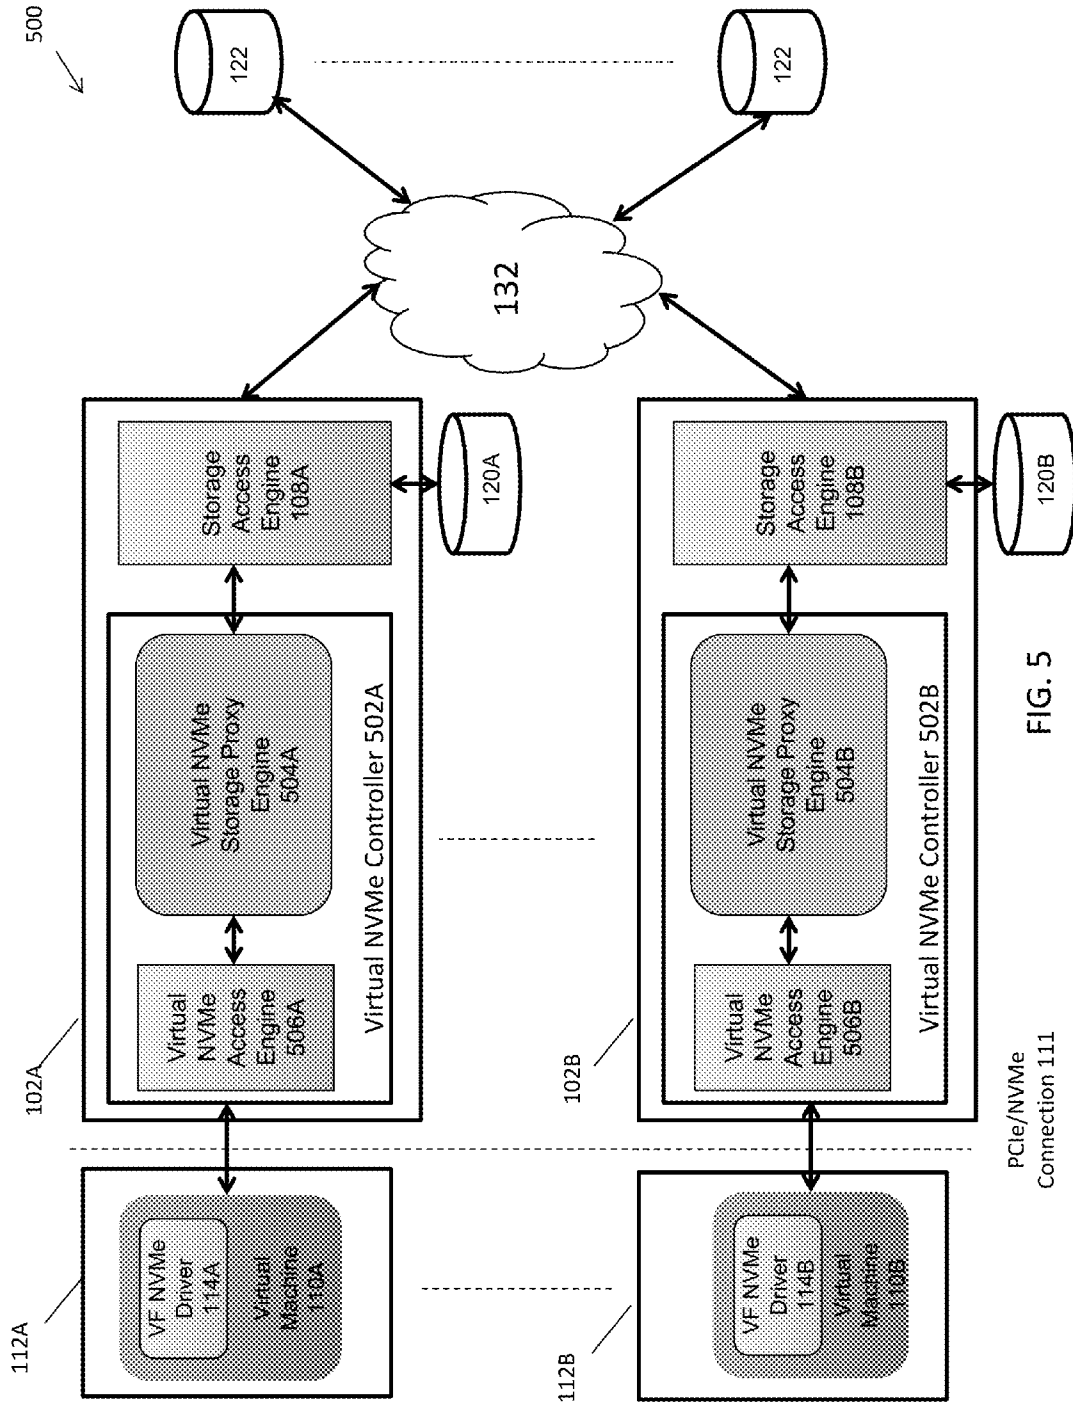 500
112A
VF NVMe
Driver
114A
Virtual
Machine
110A
102A
Virtual
NVMe
Access
Engine
506A
Virtual NVMe
Storage Proxy
Engine
504A
Virtual NVMe Controller 502A
Storage
Access
Engine
108A
120A
122
132
122
112B
VF NVMe
Driver
114B
Virtual
Machine
110B
102B
Virtual
NVMe
Access
Engine
506B
Virtual NVMe
Storage Proxy
Engine
504B
Virtual NVMe Controller 502B
Storage
Access
Engine
108B
120B
PCIe/NVMe
Connection 111
FIG. 5